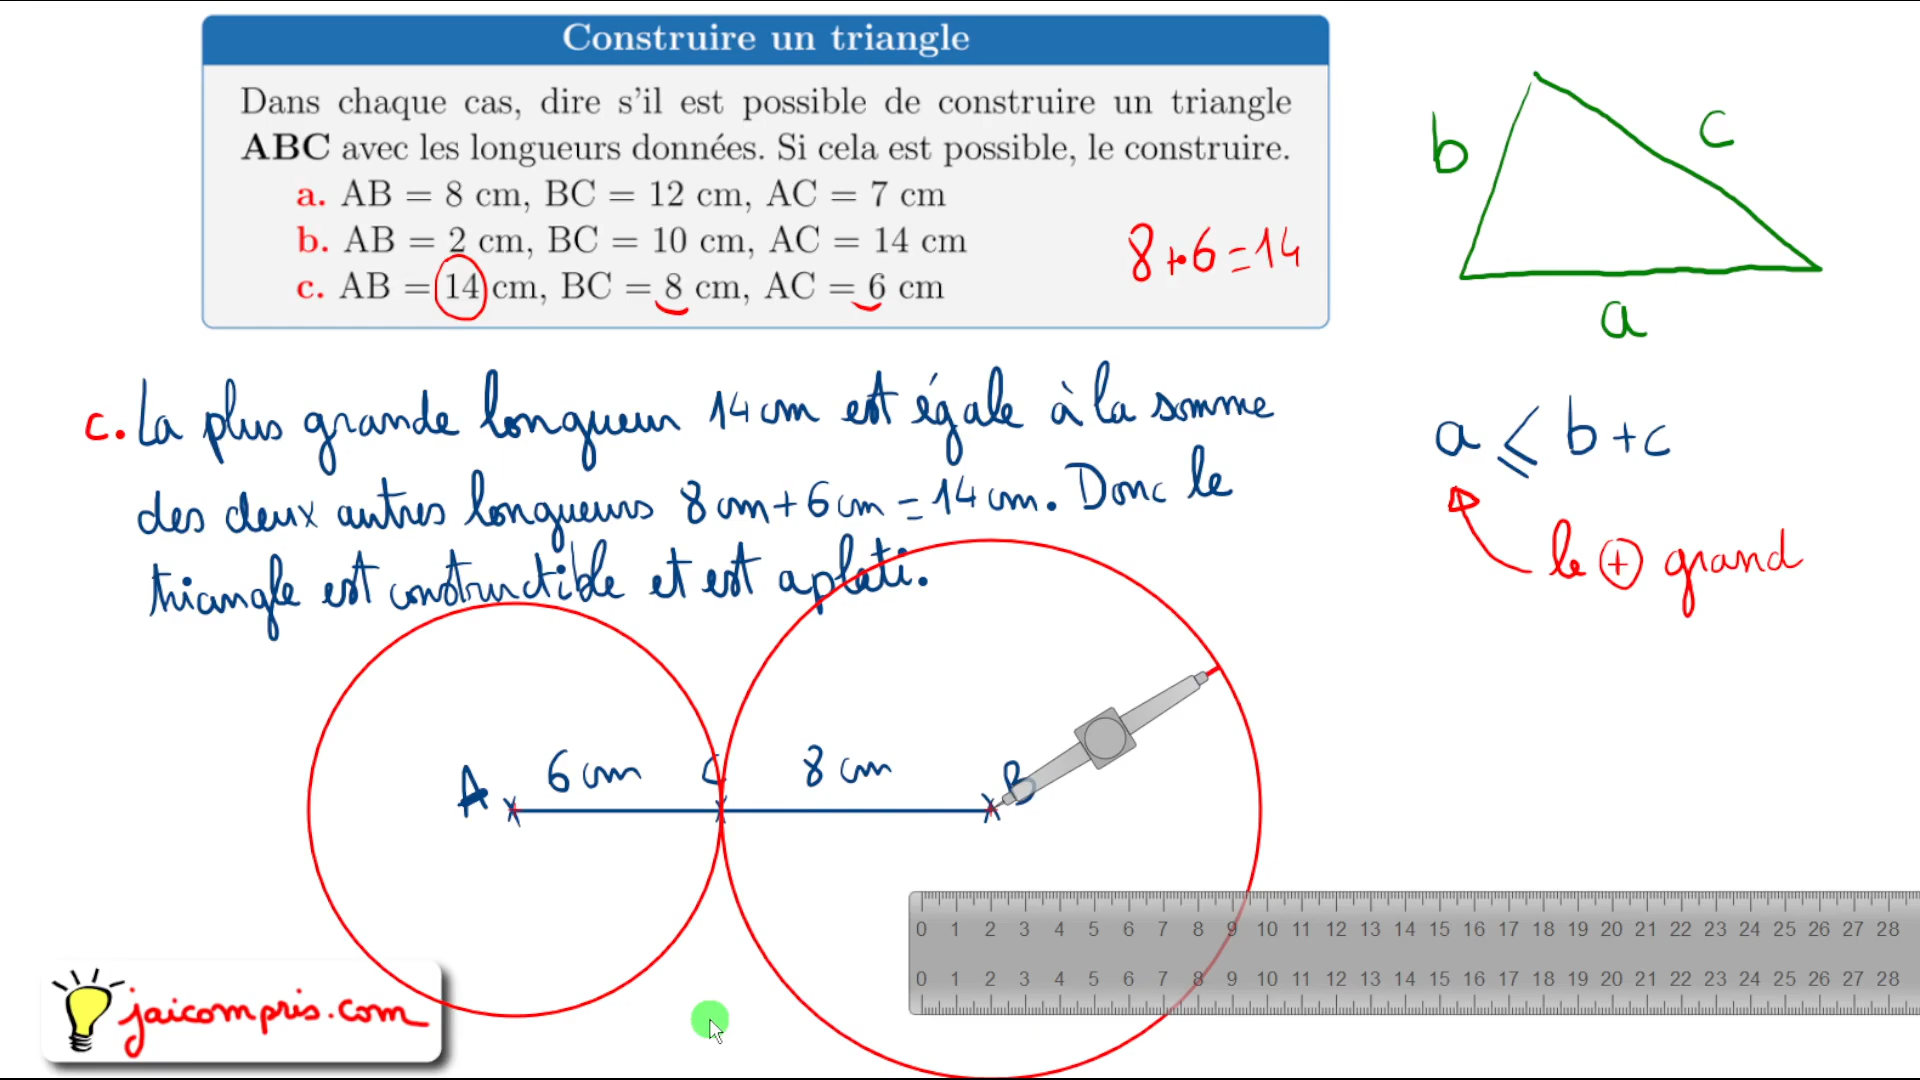 Construire un triangle
Dans chaque cas, dire s'il est possible de construire un triangle
ABC avec les longueurs données. Si cela est possible, le construire.
a. AB = 8 cm, BC = 12 cm, AC = 7 cm
b. AB = 2 cm, BC = 10 cm, AC = 14 cm
c. AB = 14 cm, BC = 8 cm, AC = 6 cm
8+6=14
b
c
a
c. La plus grande longueur 14 cm est égale à la somme
des deux autres longueurs 8 cm + 6 cm = 14 cm. Donc le
triangle est constructible et est aplati.
a ⩽ b+c
le + grand
A 6 cm C 8 cm B
0 1 2 3 4 5 6 7 8 9 10 11 12 13 14 15 16 17 18 19 20 21 22 23 24 25 26 27 28
0 1 2 3 4 5 6 7 8 9 10 11 12 13 14 15 16 17 18 19 20 21 22 23 24 25 26 27 28
jaicompris.com